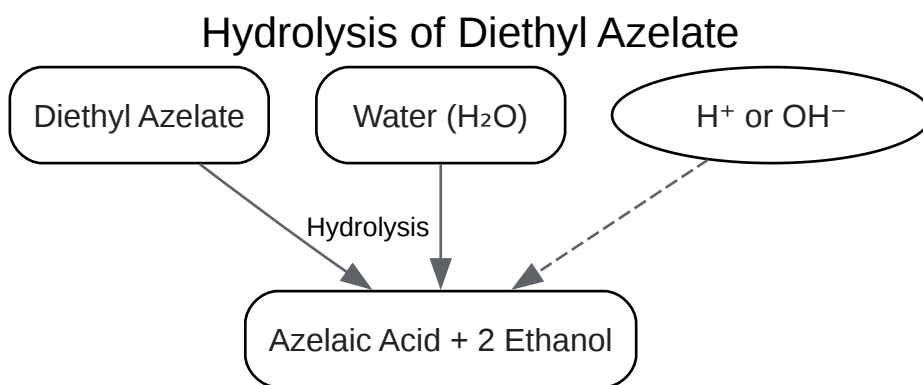 Hydrolysis of Diethyl Azelate
Diethyl Azelate
Water (H₂O)
H⁺ or OH⁻
Hydrolysis
Azelaic Acid + 2 Ethanol